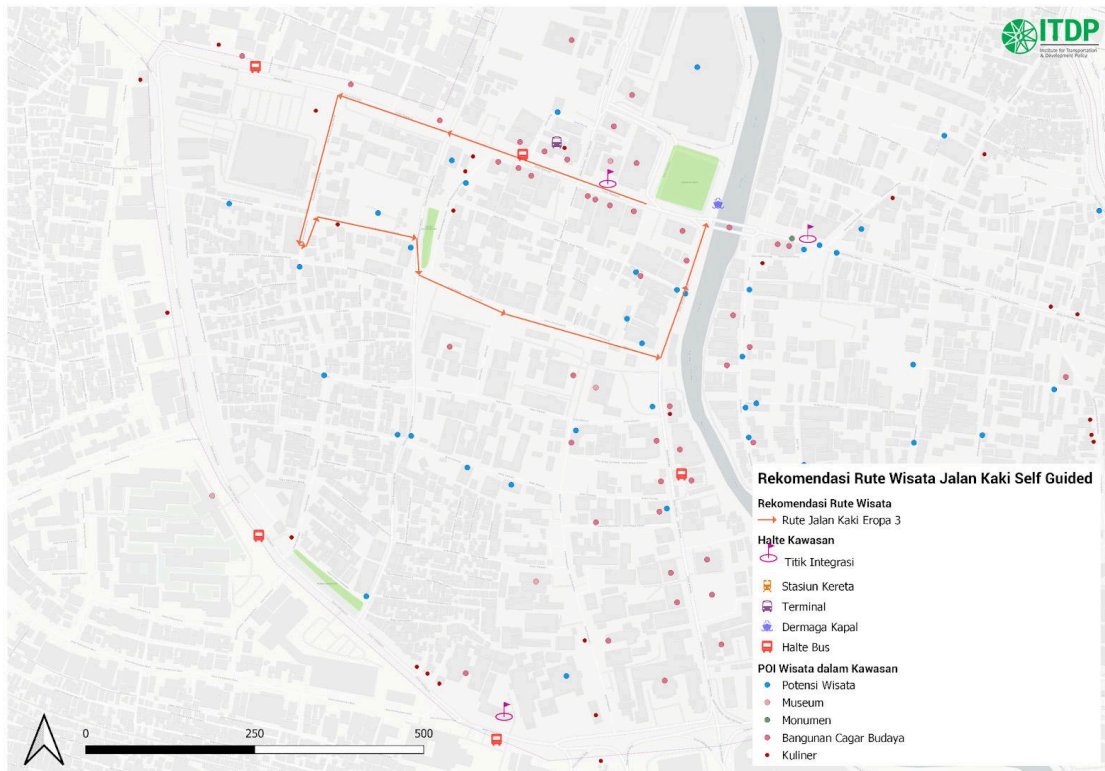 ITDP
Institute for Transportation
& Development Policy
Rekomendasi Rute Wisata Jalan Kaki Self Guided
Rekomendasi Rute Wisata
Rute Jalan Kaki Eropa 3
Halte Kawasan
Titik Integrasi
Stasiun Kereta
Terminal
Dermaga Kapal
Halte Bus
POI Wisata dalam Kawasan
Potensi Wisata
Museum
Monumen
Bangunan Cagar Budaya
Kuliner
0 250 500